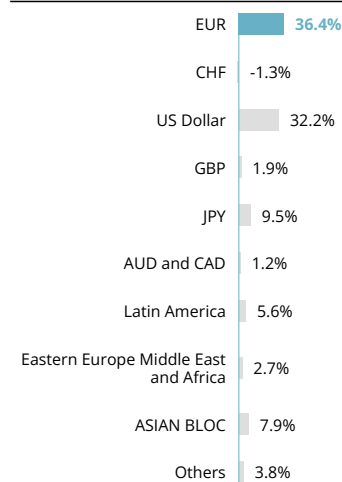 EUR 36.4%
CHF -1.3%
US Dollar 32.2%
GBP 1.9%
JPY 9.5%
AUD and CAD 1.2%
Latin America 5.6%
Eastern Europe Middle East
and Africa 2.7%
ASIAN BLOC 7.9%
Others 3.8%